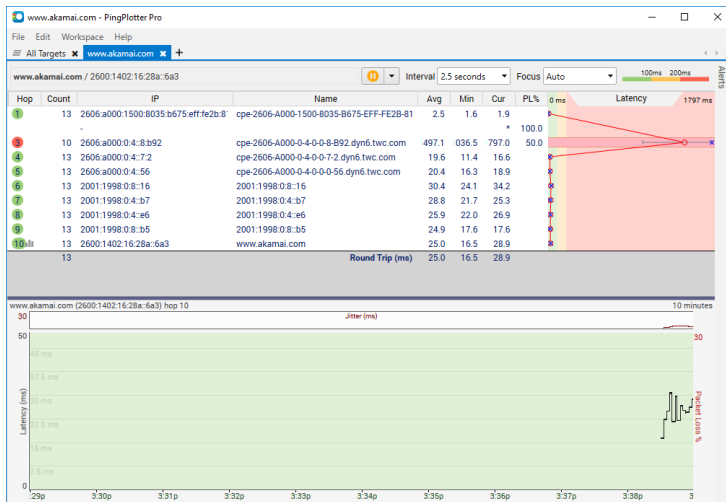 www.akamai.com - PingPlotter Pro
File Edit Workspace Help
All Targets www.akamai.com +
www.akamai.com / 2600:1402:16:28a::6a3 Interval 2.5 seconds Focus Auto 100ms 200ms
Alerts
Hop Count IP Name Avg Min Cur PL% 0 ms Latency 1797 ms
1 13 2606:a000:1500:8035:b675:eff:fe2b:8 cpe-2606-A000-1500-8035-B675-EFF-FE2B-81 2.5 1.6 1.9
- * 100.0
3 10 2606:a000:0:4::8:b92 cpe-2606-A000-0-4-0-0-8-B92.dyn6.twc.com 497.1 036.5 797.0 50.0
4 13 2606:a000:0:4::7:2 cpe-2606-A000-0-4-0-0-7-2.dyn6.twc.com 19.6 11.4 16.6
5 13 2606:a000:0:4::56 cpe-2606-A000-0-4-0-0-0-56.dyn6.twc.com 20.4 16.3 18.9
6 13 2001:1998:0:8::16 2001:1998:0:8::16 30.4 24.1 34.2
7 13 2001:1998:0:4::b7 2001:1998:0:4::b7 28.8 21.7 25.3
8 13 2001:1998:0:4::e6 2001:1998:0:4::e6 25.9 22.0 26.9
9 13 2001:1998:0:8::b5 2001:1998:0:8::b5 24.9 17.6 17.6
10 13 2600:1402:16:28a::6a3 www.akamai.com 25.0 16.5 28.9
13 Round Trip (ms) 25.0 16.5 28.9
www.akamai.com (2600:1402:16:28a::6a3) hop 10 10 minutes
30 Jitter (ms)
50 30
45 ms
37.5 ms
30 ms
22.5 ms
15 ms
7.5 ms
0
Latency (ms)
Packet Loss %
:29p 3:30p 3:31p 3:32p 3:33p 3:34p 3:35p 3:36p 3:37p 3:38p 3